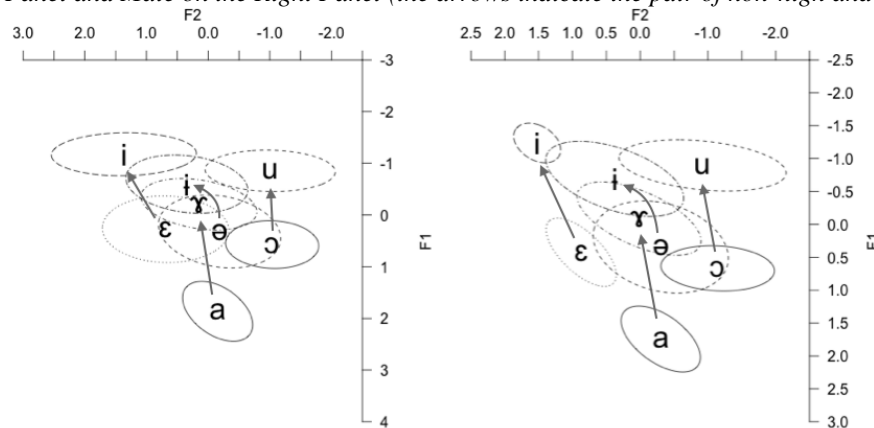 Panel and Male on the Right Panel (the arrows indicate the pair of non-high and
F2 F2
3.0 2.0 1.0 0.0 -1.0 -2.0 2.5 2.0 1.5 1.0 0.5 0.0 -1.0 -2.0
-3 -2.5
-2 -2.0
-1.5
-1 -1.0
-0.5
0 0.0
0.5
1 1.0
1.5
2 2.0
2.5
3 3.0
4
F1 F1
i u ɨ ɤ ɛ ə ɔ a
i u ɨ ɤ ɛ ə ɔ a